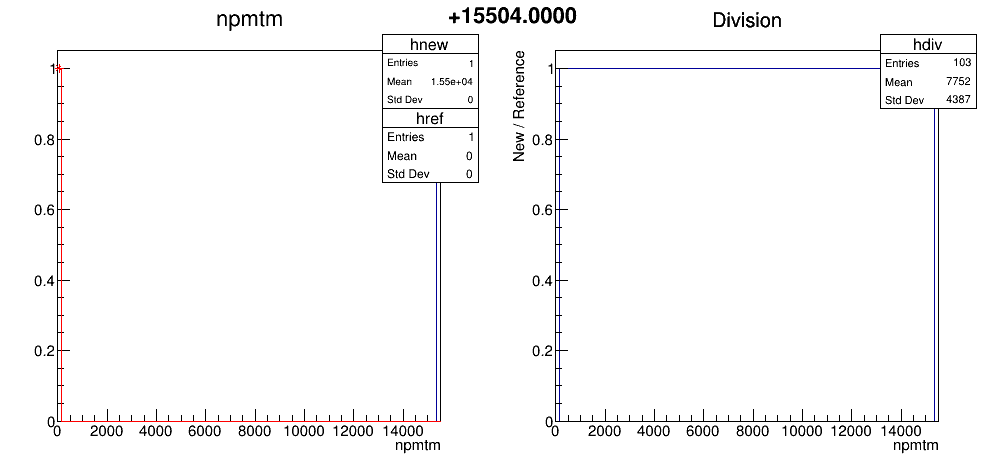 +15504.0000
npmtm
hnew
Entries 1
Mean 1.55e+04
Std Dev 0
href
Entries 1
Mean 0
Std Dev 0
1
0.8
0.6
0.4
0.2
0
0 2000 4000 6000 8000 10000 12000 14000
npmtm
Division
hdiv
Entries 103
Mean 7752
Std Dev 4387
New / Reference
1
0.8
0.6
0.4
0.2
0
0 2000 4000 6000 8000 10000 12000 14000
npmtm